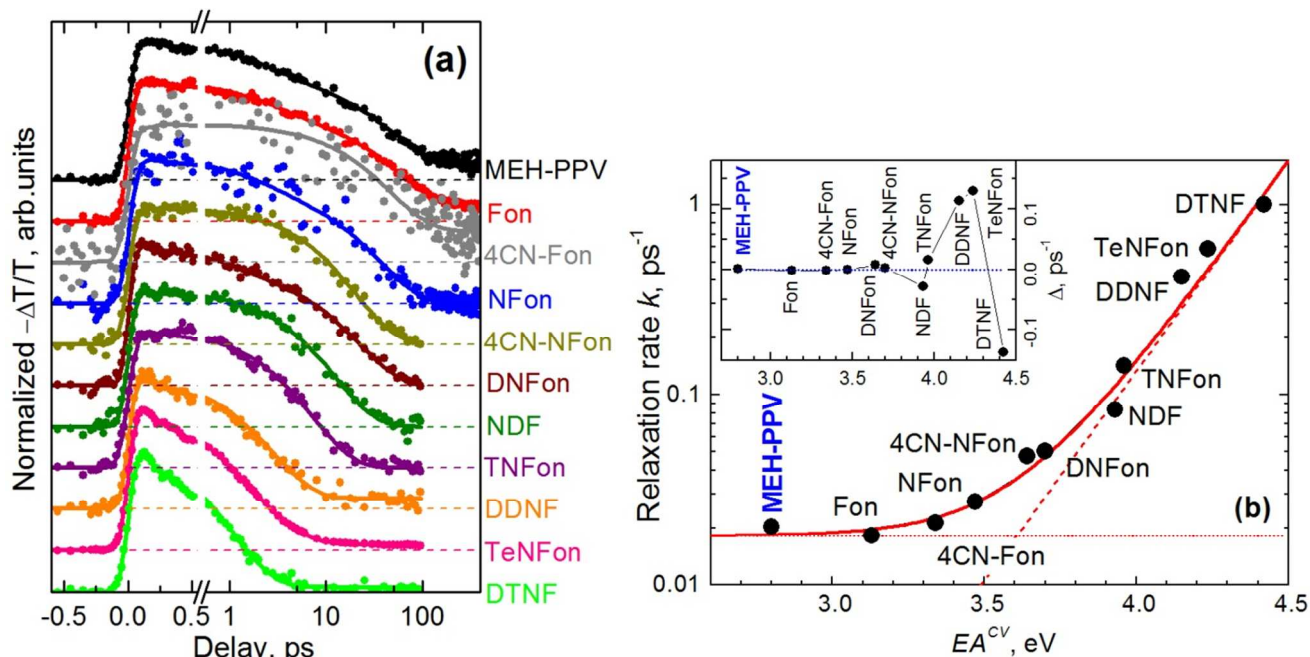 (a)
Normalized −ΔT/T, arb.units
MEH-PPV
Fon
4CN-Fon
NFon
4CN-NFon
DNFon
NDF
TNFon
DDNF
TeNFon
DTNF
-0.5 0.0 0.5 1 10 100
Delay, ps
(b)
Relaxation rate k, ps⁻¹
1
0.1
0.01
MEH-PPV
Fon
4CN-Fon
NFon
4CN-NFon
DNFon
NDF
TNFon
DDNF
TeNFon
DTNF
3.0 3.5 4.0 4.5
EA^CV, eV
MEH-PPV
Fon
4CN-Fon
NFon
DNFon
4CN-NFon
NDF
TNFon
DDNF
TeNFon
DTNF
0.1
0.0
-0.1
Δ, ps⁻¹
3.0 3.5 4.0 4.5